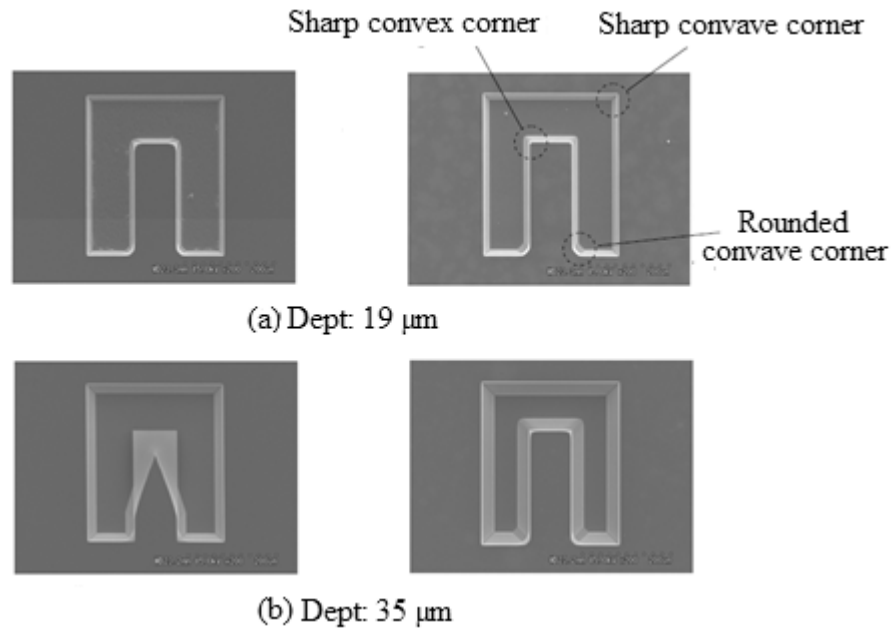 Sharp convex corner
Sharp convave corner
Rounded
convave corner
(a) Dept: 19 µm
(b) Dept: 35 µm